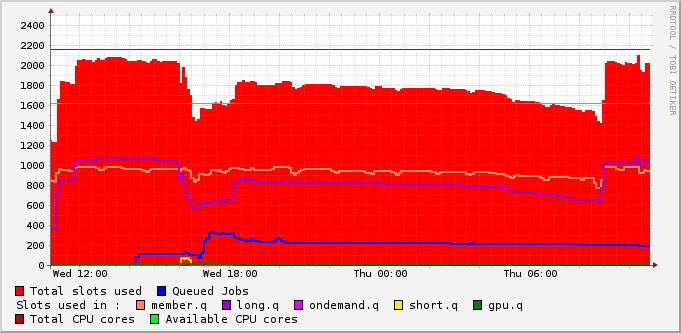 2400
2200
2000
1800
1600
1400
1200
1000
800
600
400
200
0
Wed 12:00 Wed 18:00 Thu 00:00 Thu 06:00
Total slots used Queued Jobs
Slots used in : member.q long.q ondemand.q short.q gpu.q
Total CPU cores Available CPU cores
RRDTOOL / TOBI OETIKER